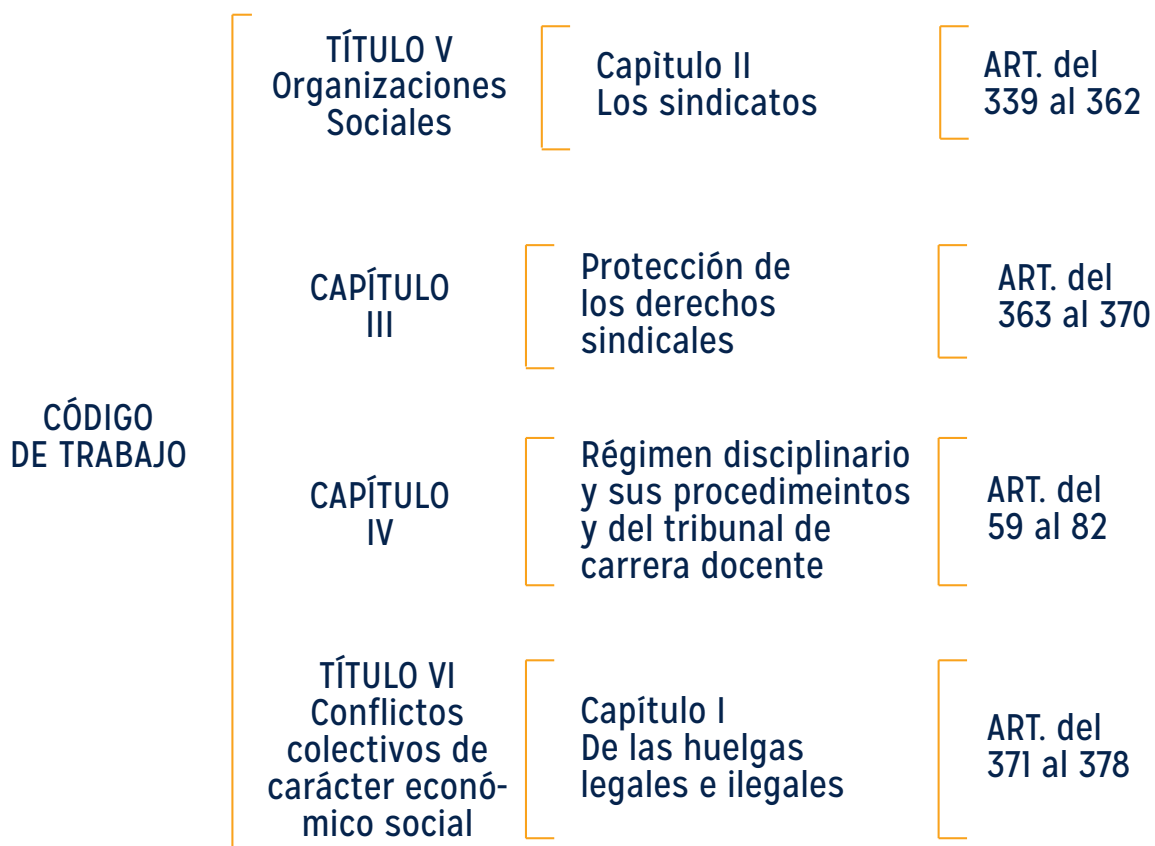 CÓDIGO
DE TRABAJO
TÍTULO V
Organizaciones
Sociales
Capìtulo II
Los sindicatos
ART. del
339 al 362
CAPÍTULO
III
Protección de
los derechos
sindicales
ART. del
363 al 370
CAPÍTULO
IV
Régimen disciplinario
y sus procedimeintos
y del tribunal de
carrera docente
ART. del
59 al 82
TÍTULO VI
Conflictos
colectivos de
carácter econó-
mico social
Capítulo I
De las huelgas
legales e ilegales
ART. del
371 al 378